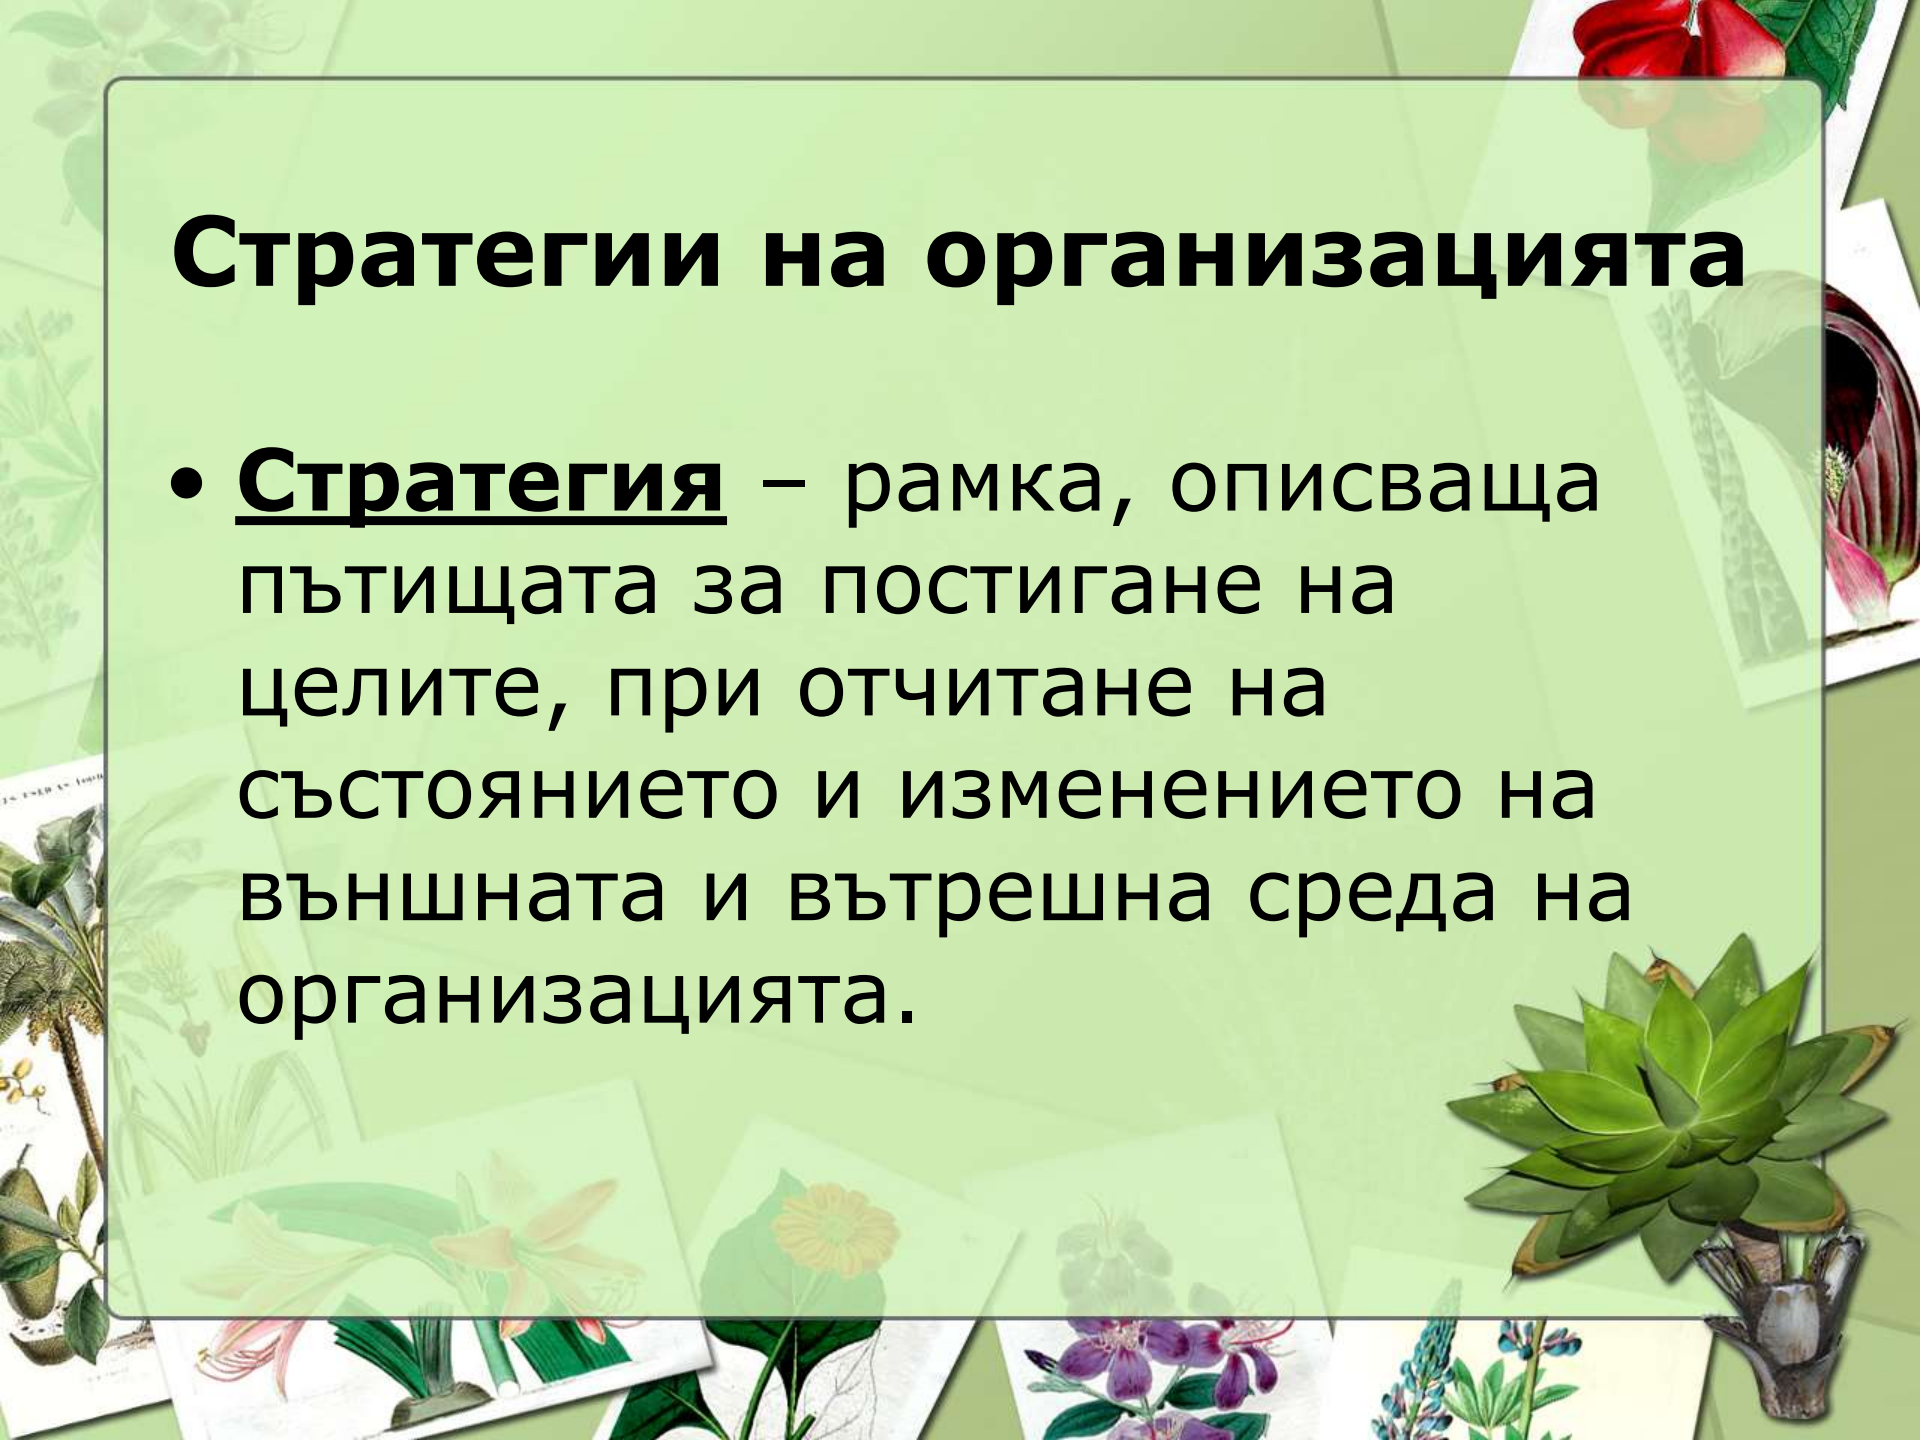 Стратегии на организацията
• Стратегия – рамка, описваща
пътищата за постигане на
целите, при отчитане на
състоянието и изменението на
външната и вътрешна среда на
организацията.